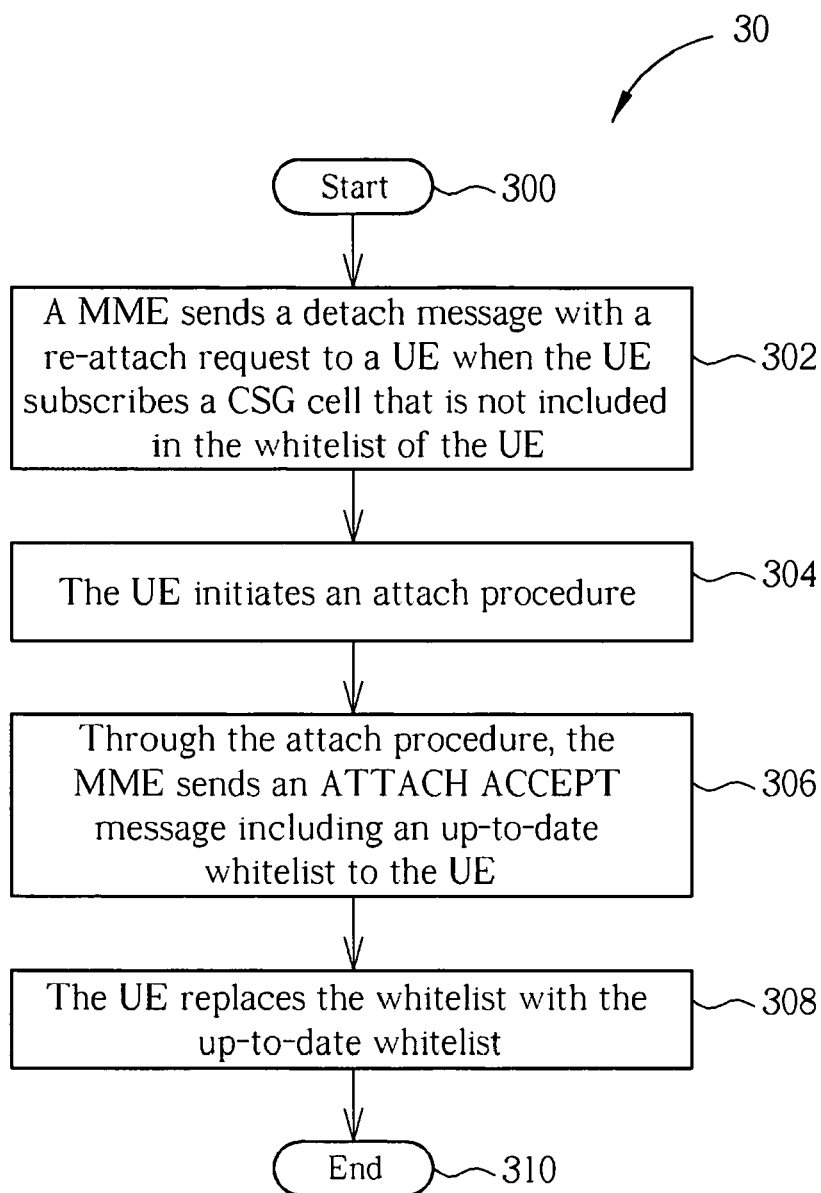 30
Start
300
A MME sends a detach message with a
re-attach request to a UE when the UE
subscribes a CSG cell that is not included
in the whitelist of the UE
302
The UE initiates an attach procedure
304
Through the attach procedure, the
MME sends an ATTACH ACCEPT
message including an up-to-date
whitelist to the UE
306
The UE replaces the whitelist with the
up-to-date whitelist
308
End
310